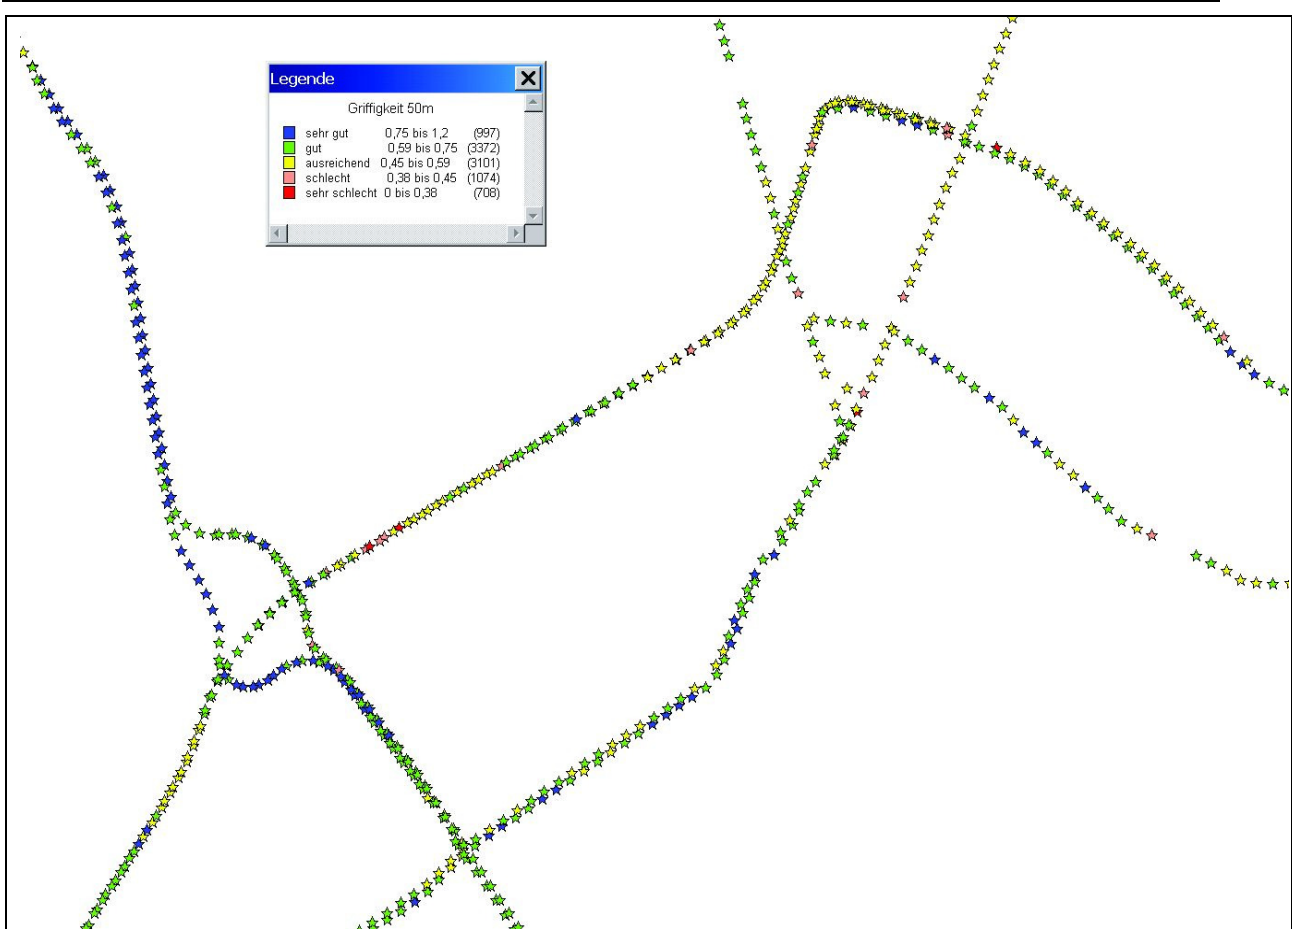 Legende
Griffigkeit 50m
sehr gut 0,75 bis 1,2 (997)
gut 0,59 bis 0,75 (3372)
ausreichend 0,45 bis 0,59 (3101)
schlecht 0,38 bis 0,45 (1074)
sehr schlecht 0 bis 0,38 (708)